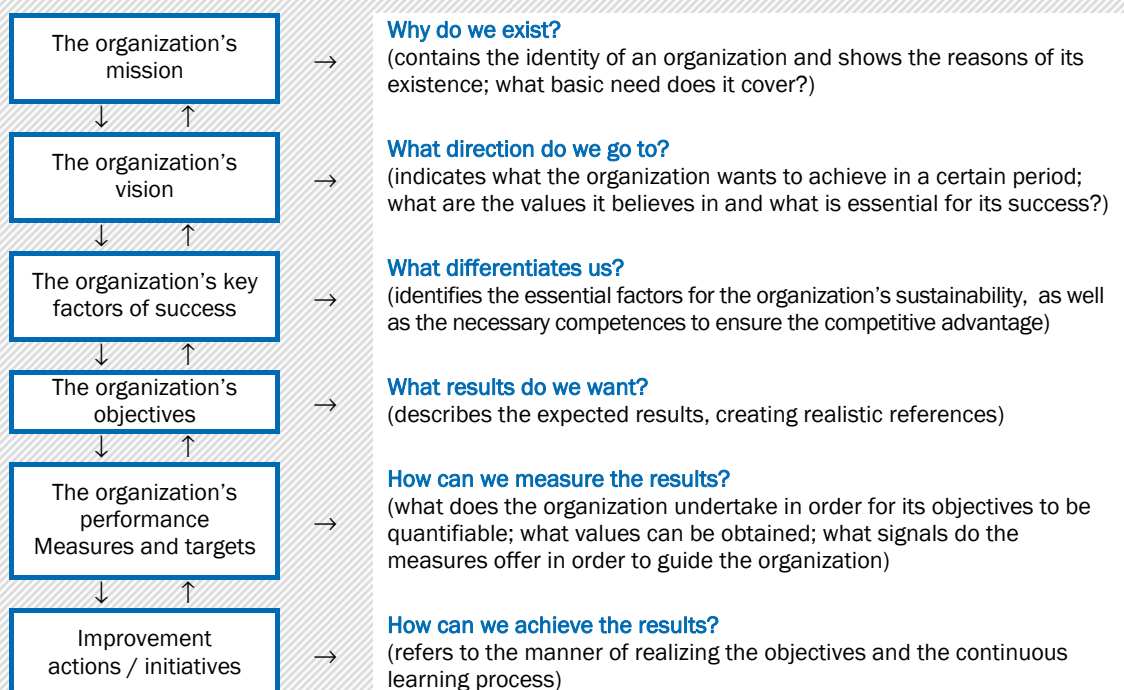 The organization's
mission
→
Why do we exist?
(contains the identity of an organization and shows the reasons of its
existence; what basic need does it cover?)
↓ ↑
The organization's
vision
→
What direction do we go to?
(indicates what the organization wants to achieve in a certain period;
what are the values it believes in and what is essential for its success?)
↓ ↑
The organization's key
factors of success
→
What differentiates us?
(identifies the essential factors for the organization's sustainability, as well
as the necessary competences to ensure the competitive advantage)
↓ ↑
The organization's
objectives
→
What results do we want?
(describes the expected results, creating realistic references)
↓ ↑
The organization's
performance
Measures and targets
→
How can we measure the results?
(what does the organization undertake in order for its objectives to be
quantifiable; what values can be obtained; what signals do the
measures offer in order to guide the organization)
↓ ↑
Improvement
actions / initiatives
→
How can we achieve the results?
(refers to the manner of realizing the objectives and the continuous
learning process)